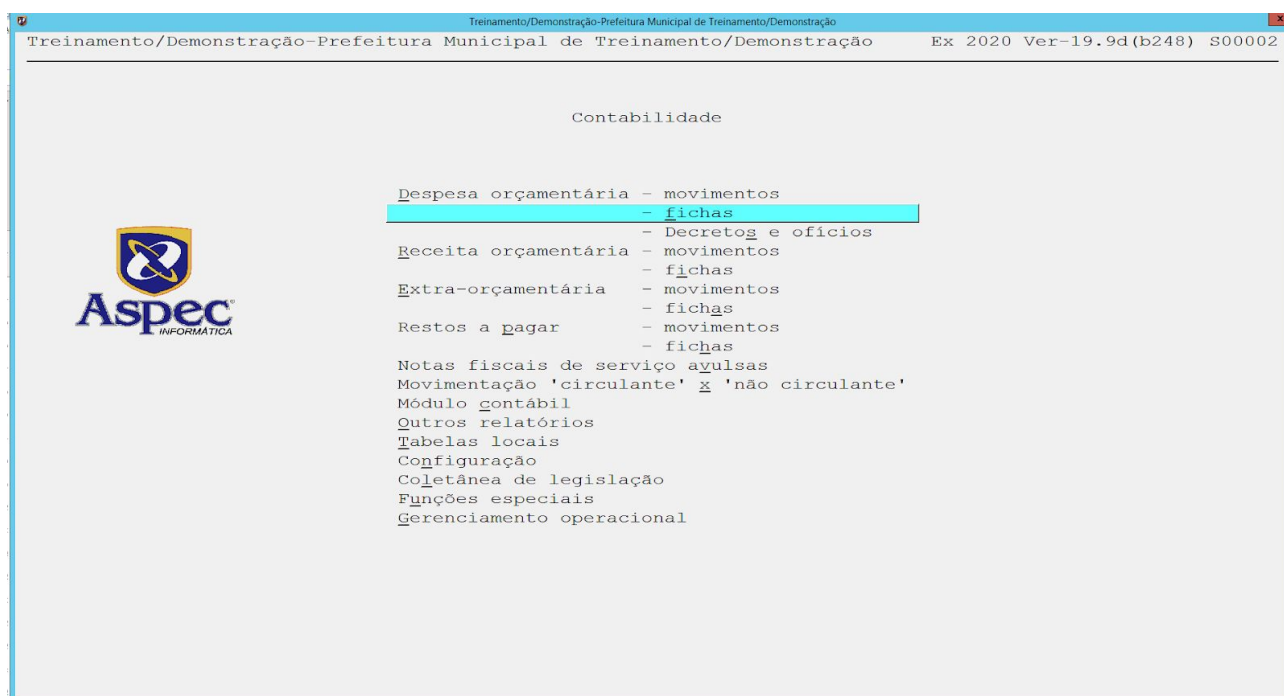 Treinamento/Demonstração-Prefeitura Municipal de Treinamento/Demonstração
x
Treinamento/Demonstração-Prefeitura Municipal de Treinamento/Demonstração Ex 2020 Ver-19.9d(b248) S00002
Contabilidade
Despesa orçamentária - movimentos
- fichas
- Decretos e ofícios
Receita orçamentária - movimentos
- fichas
Extra-orçamentária - movimentos
- fichas
Restos a pagar - movimentos
- fichas
Notas fiscais de serviço avulsas
Movimentação 'circulante' x 'não circulante'
Módulo contábil
Outros relatórios
Tabelas locais
Configuração
Coletânea de legislação
Funções especiais
Gerenciamento operacional
Aspec
INFORMÁTICA